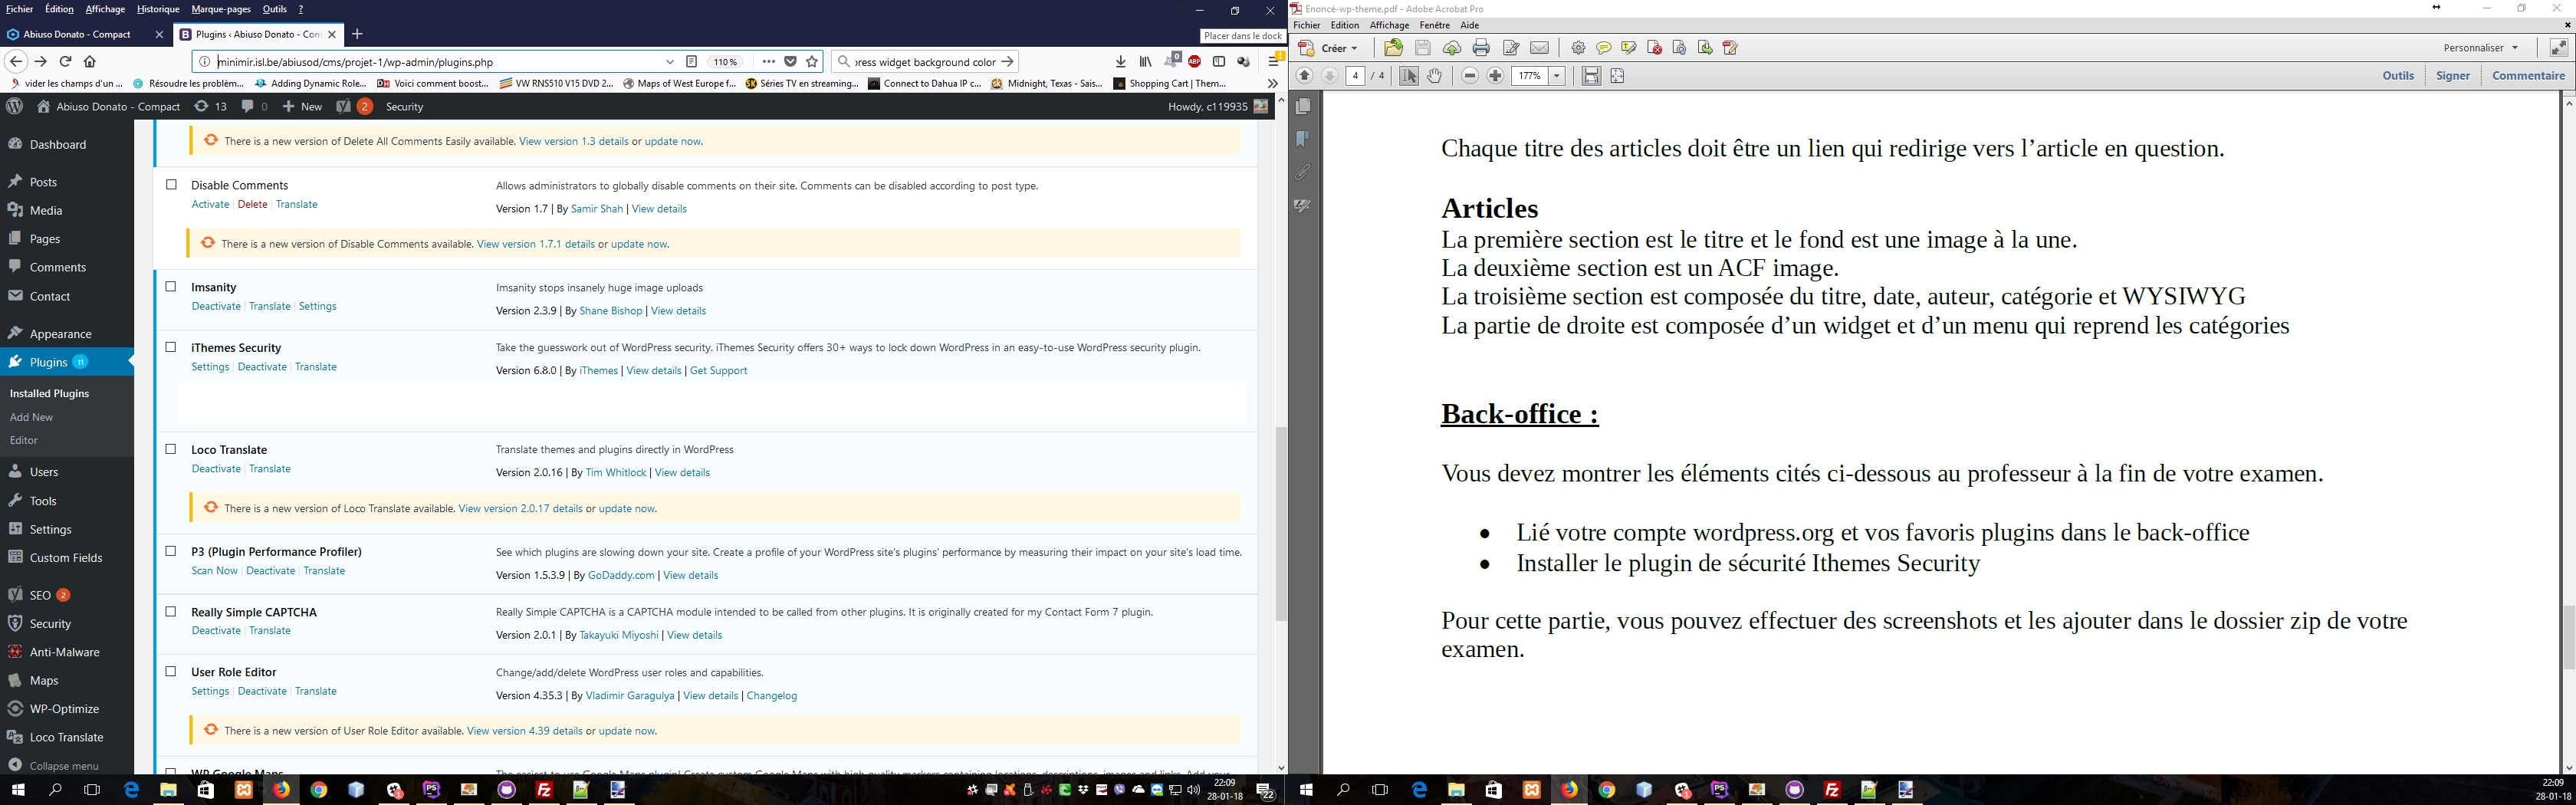 Fichier Édition Affichage Historique Marque-pages Outils ?
Abiuso Donato - Compact
Plugins ‹ Abiuso Donato - Com
Placer dans le dock
minimir.isl.be/abiusod/cms/projet-1/wp-admin/plugins.php
110 %
ress widget background color
vider les champs d'un ...
Résoudre les problèm...
Adding Dynamic Role...
Voici comment boost...
VW RNS510 V15 DVD 2...
Maps of West Europe f...
Séries TV en streaming...
Connect to Dahua IP c...
Midnight, Texas - Sais...
Shopping Cart | Them...
Abiuso Donato - Compact
13
0
New
2
Security
Howdy, c119935
Dashboard
Posts
Media
Pages
Comments
Contact
Appearance
Plugins 11
Installed Plugins
Add New
Editor
Users
Tools
Settings
Custom Fields
SEO 2
Security
Anti-Malware
Maps
WP-Optimize
Loco Translate
Collapse menu
There is a new version of Delete All Comments Easily available. View version 1.3 details or update now.
Disable Comments
Activate | Delete | Translate
Allows administrators to globally disable comments on their site. Comments can be disabled according to post type.
Version 1.7 | By Samir Shah | View details
There is a new version of Disable Comments available. View version 1.7.1 details or update now.
Imsanity
Deactivate | Translate | Settings
Imsanity stops insanely huge image uploads
Version 2.3.9 | By Shane Bishop | View details
iThemes Security
Settings | Deactivate | Translate
Take the guesswork out of WordPress security. iThemes Security offers 30+ ways to lock down WordPress in an easy-to-use WordPress security plugin.
Version 6.8.0 | By iThemes | View details | Get Support
Loco Translate
Deactivate | Translate
Translate themes and plugins directly in WordPress
Version 2.0.16 | By Tim Whitlock | View details
There is a new version of Loco Translate available. View version 2.0.17 details or update now.
P3 (Plugin Performance Profiler)
Scan Now | Deactivate | Translate
See which plugins are slowing down your site. Create a profile of your WordPress site's plugins' performance by measuring their impact on your site's load time.
Version 1.5.3.9 | By GoDaddy.com | View details
Really Simple CAPTCHA
Deactivate | Translate
Really Simple CAPTCHA is a CAPTCHA module intended to be called from other plugins. It is originally created for my Contact Form 7 plugin.
Version 2.0.1 | By Takayuki Miyoshi | View details
User Role Editor
Settings | Deactivate | Translate
Change/add/delete WordPress user roles and capabilities.
Version 4.35.3 | By Vladimir Garagulya | View details | Changelog
There is a new version of User Role Editor available. View version 4.39 details or update now.
WP Google Maps
22:09
28-01-18
22
Enoncé-wp-theme.pdf - Adobe Acrobat Pro
Fichier Edition Affichage Fenêtre Aide
Créer
Personnaliser
4 / 4
177%
Outils Signer Commentaire
Chaque titre des articles doit être un lien qui redirige vers l’article en question.
Articles
La première section est le titre et le fond est une image à la une.
La deuxième section est un ACF image.
La troisième section est composée du titre, date, auteur, catégorie et WYSIWYG
La partie de droite est composée d’un widget et d’un menu qui reprend les catégories
Back-office :
Vous devez montrer les éléments cités ci-dessous au professeur à la fin de votre examen.
● Lié votre compte wordpress.org et vos favoris plugins dans le back-office
● Installer le plugin de sécurité Ithemes Security
Pour cette partie, vous pouvez effectuer des screenshots et les ajouter dans le dossier zip de votre
examen.
22:09
28-01-18